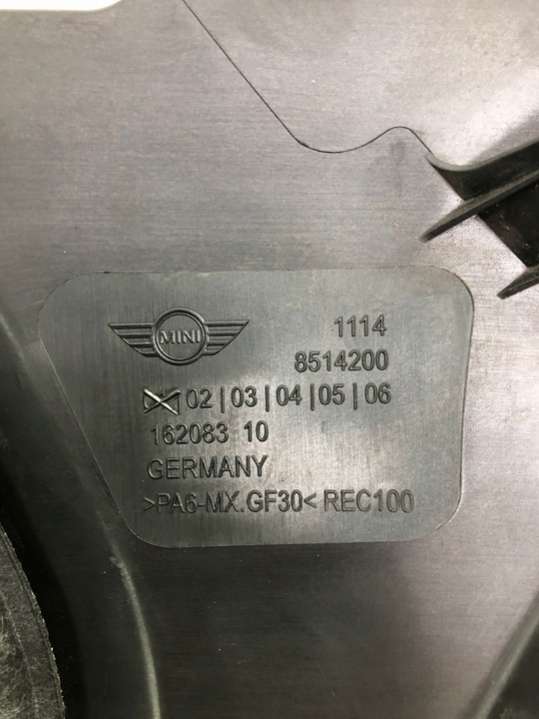 MINI
1114
8514200
02|03|04|05|06
162083 10
GERMANY
>PA6-MX.GF30< REC100